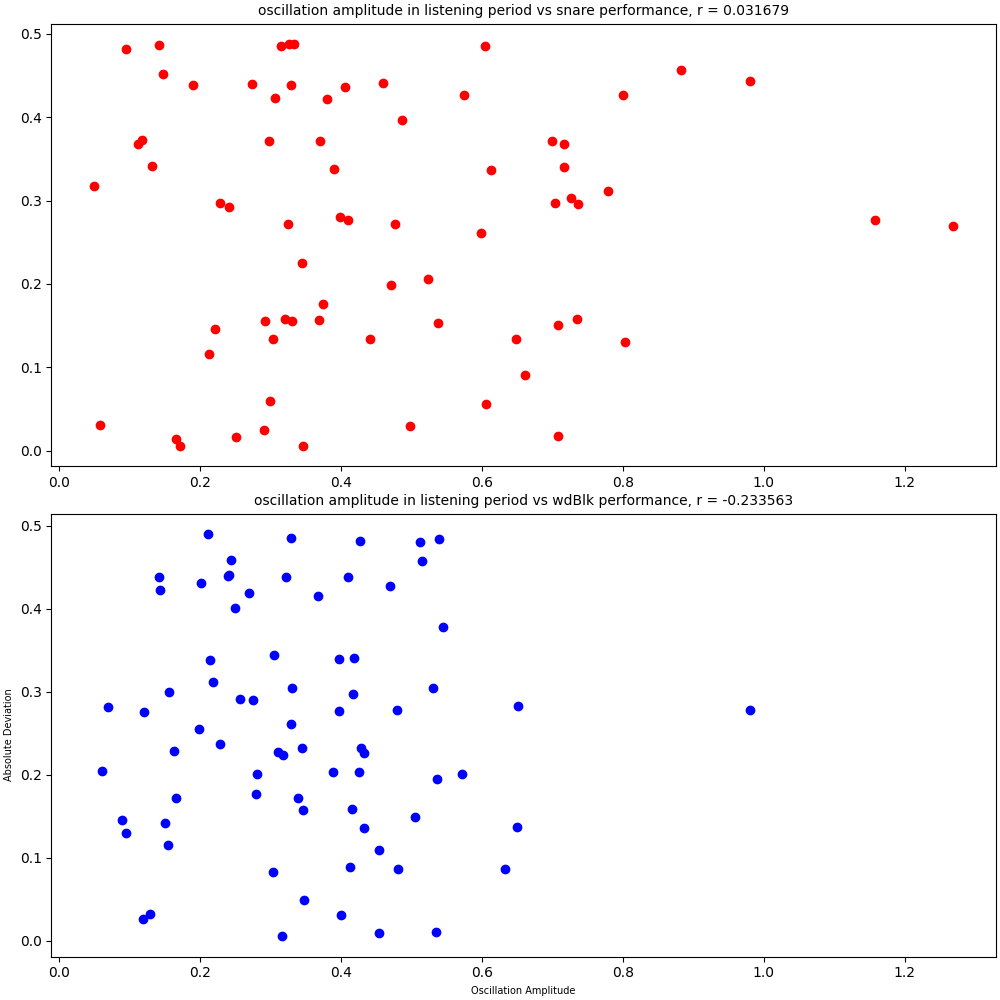 oscillation amplitude in listening period vs snare performance, r = 0.031679
0.5
0.4
0.3
0.2
0.1
0.0
0.0 0.2 0.4 0.6 0.8 1.0 1.2
oscillation amplitude in listening period vs wdBlk performance, r = -0.233563
0.5
0.4
0.3
0.2
0.1
0.0
Absolute Deviation
0.0 0.2 0.4 0.6 0.8 1.0 1.2
Oscillation Amplitude